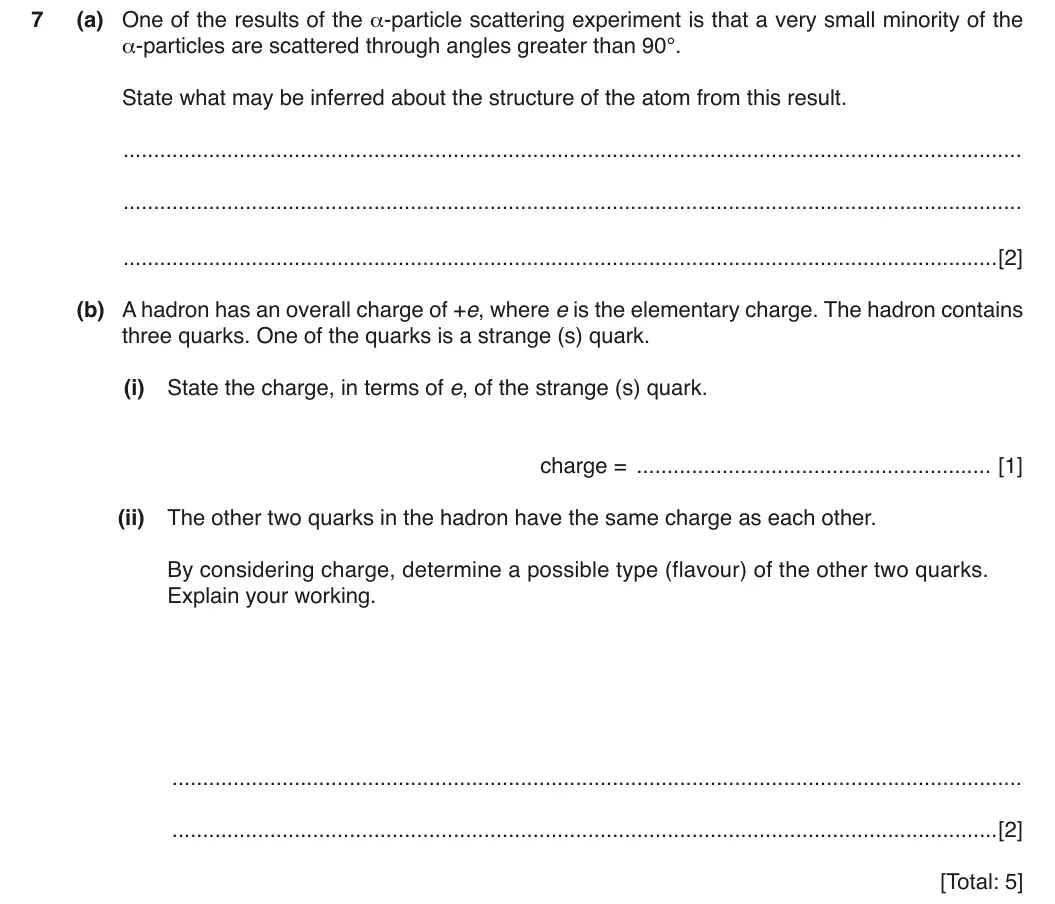 7 (a) One of the results of the α-particle scattering experiment is that a very small minority of the
α-particles are scattered through angles greater than 90°.
State what may be inferred about the structure of the atom from this result.
..........................................................................................................................................................
..........................................................................................................................................................
......................................................................................................................................................[2]
(b) A hadron has an overall charge of +e, where e is the elementary charge. The hadron contains
three quarks. One of the quarks is a strange (s) quark.
(i) State the charge, in terms of e, of the strange (s) quark.
charge = .......................................................... [1]
(ii) The other two quarks in the hadron have the same charge as each other.
By considering charge, determine a possible type (flavour) of the other two quarks.
Explain your working.
..................................................................................................................................................
..............................................................................................................................................[2]
[Total: 5]